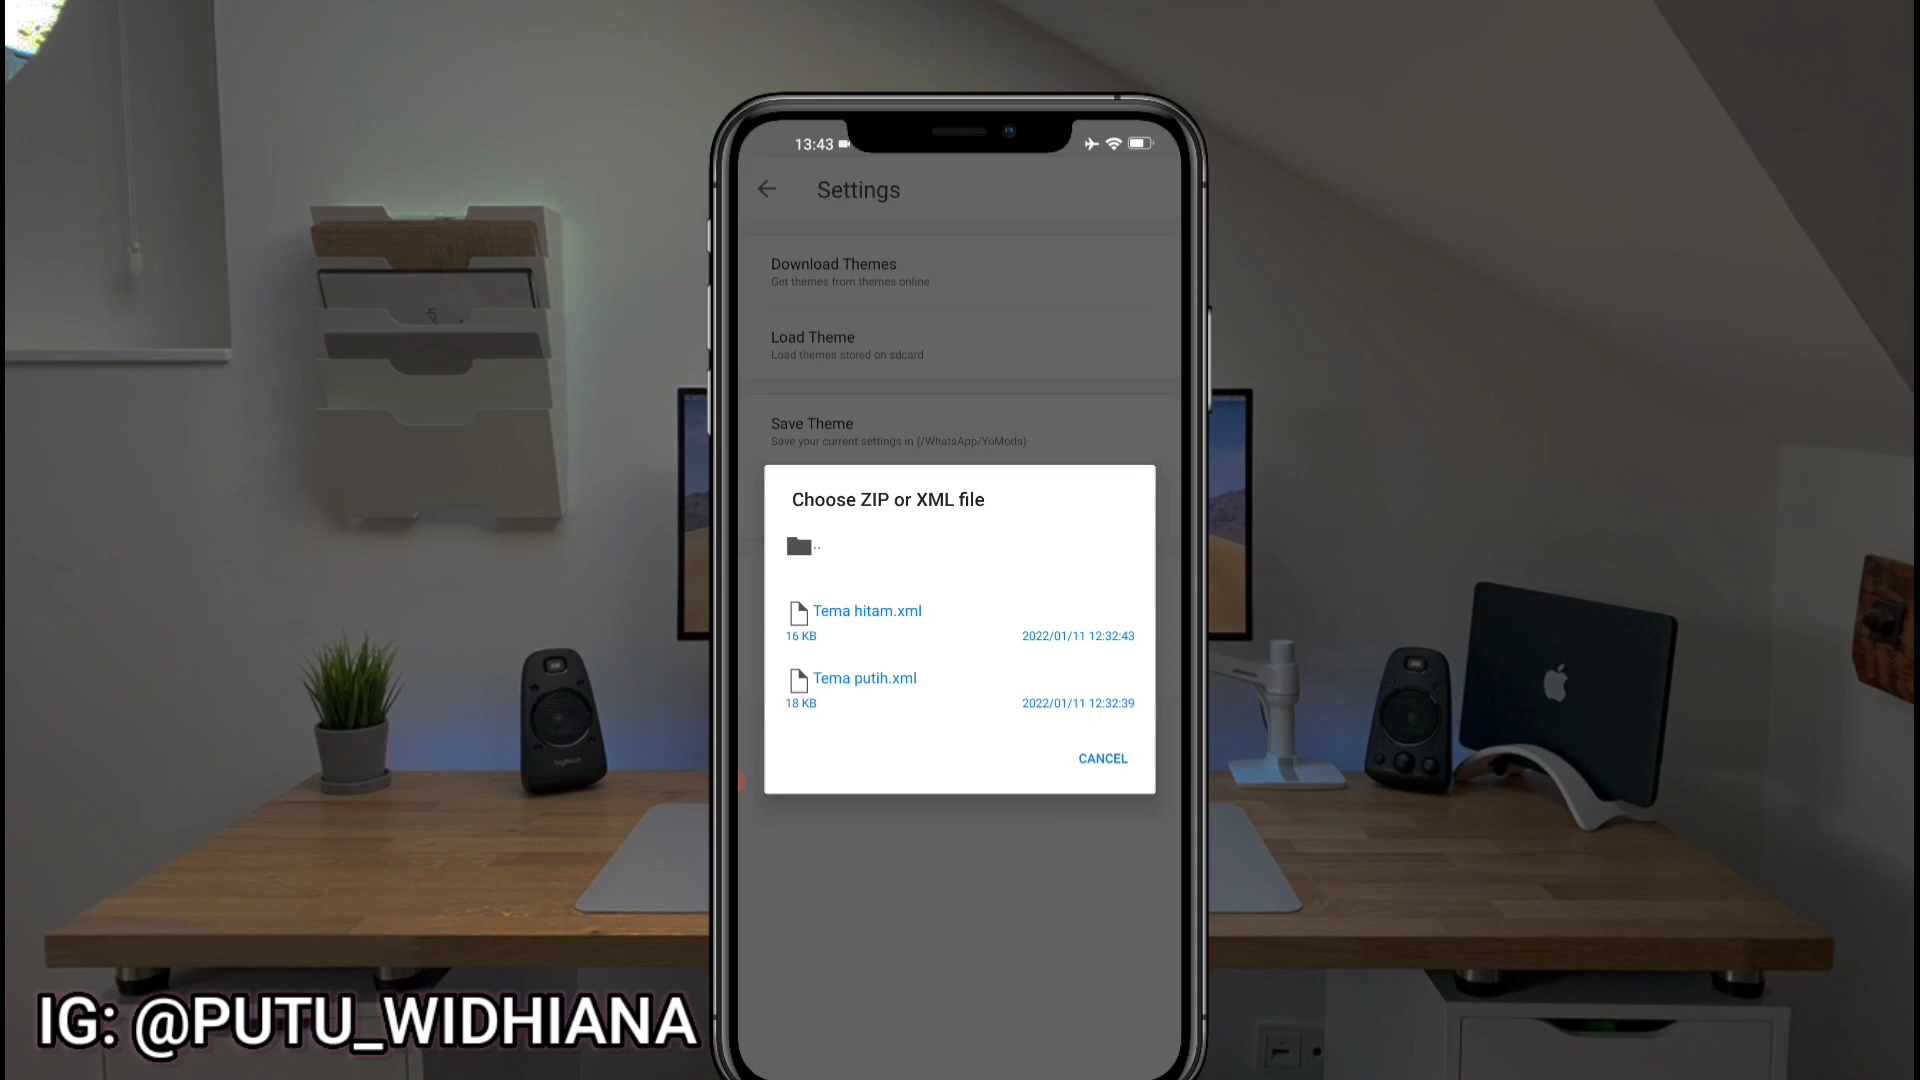 13:43
Settings
Download Themes
Get themes from themes online
Load Theme
Load themes stored on sdcard
Save Theme
Save your current settings in (/WhatsApp/YoMods)
Choose ZIP or XML file
..
Tema hitam.xml
16 KB 2022/01/11 12:32:43
Tema putih.xml
18 KB 2022/01/11 12:32:39
CANCEL
logitech
IG: @PUTU_WIDHIANA